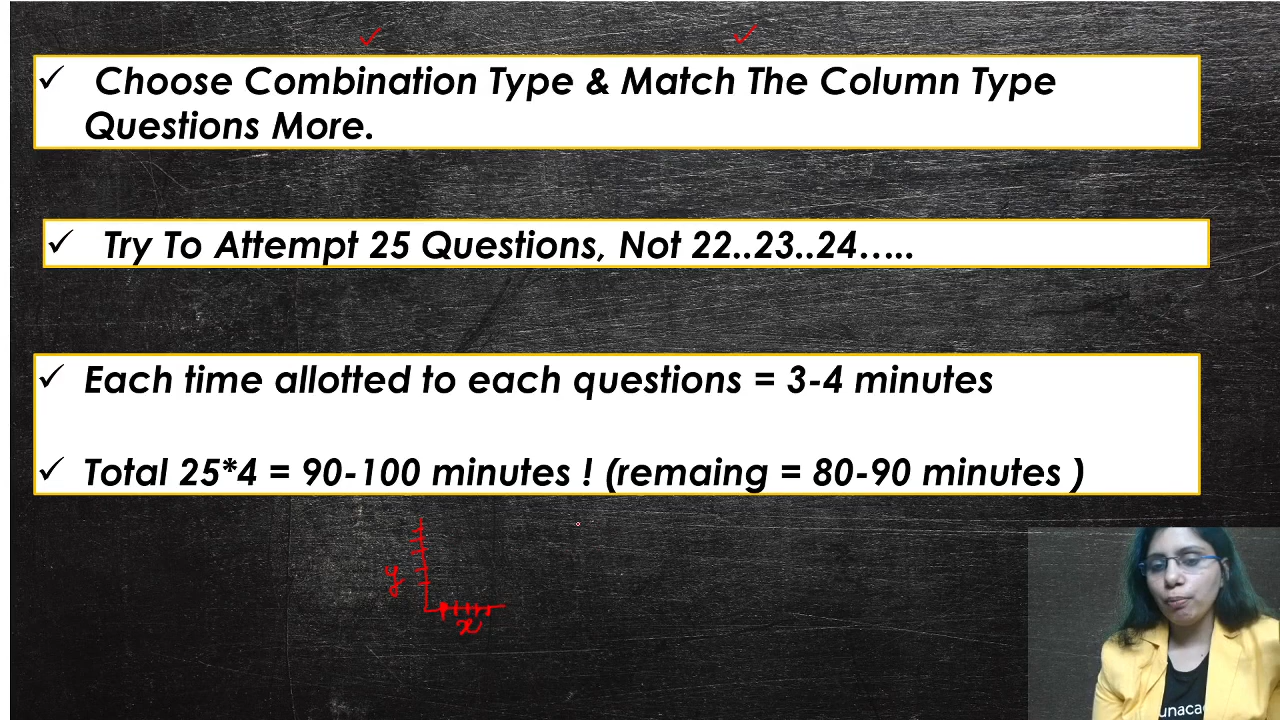 ✓ Choose Combination Type & Match The Column Type
Questions More.
✓ Try To Attempt 25 Questions, Not 22..23..24…..
✓ Each time allotted to each questions = 3-4 minutes
✓ Total 25*4 = 90-100 minutes ! (remaing = 80-90 minutes )
y
x
unaca